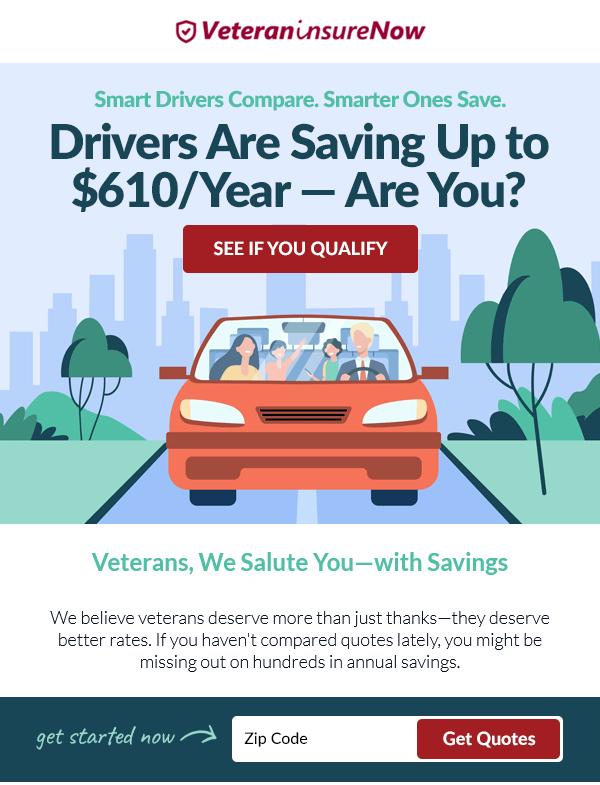 VeteraninsureNow
Smart Drivers Compare. Smarter Ones Save.
Drivers Are Saving Up to
$610/Year — Are You?
SEE IF YOU QUALIFY
Veterans, We Salute You—with Savings
We believe veterans deserve more than just thanks—they deserve
better rates. If you haven't compared quotes lately, you might be
missing out on hundreds in annual savings.
get started now
Zip Code
Get Quotes